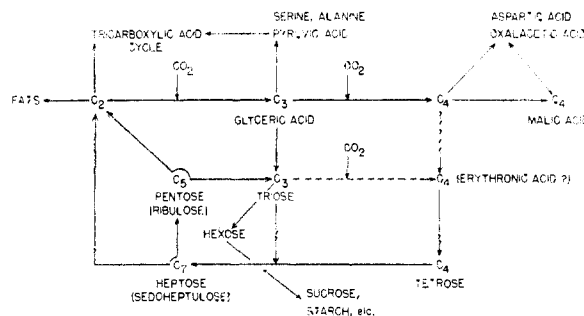 SERINE, ALANINE
ASPARTIC ACID
TRICARBOXYLIC ACID
PYRUVIC ACID
OXALACETIC ACID
CYCLE
CO2
CO2
FATS
C2
C3
C4
C4
GLYCERIC ACID
MALIC ACID
CO2
C5
C3
C4
(ERYTHRONIC ACID ?)
PENTOSE
TRIOSE
(RIBULOSE)
HEXOSE
C7
C4
HEPTOSE
TETROSE
(SEDOHEPTULOSE)
SUCROSE,
STARCH, etc.